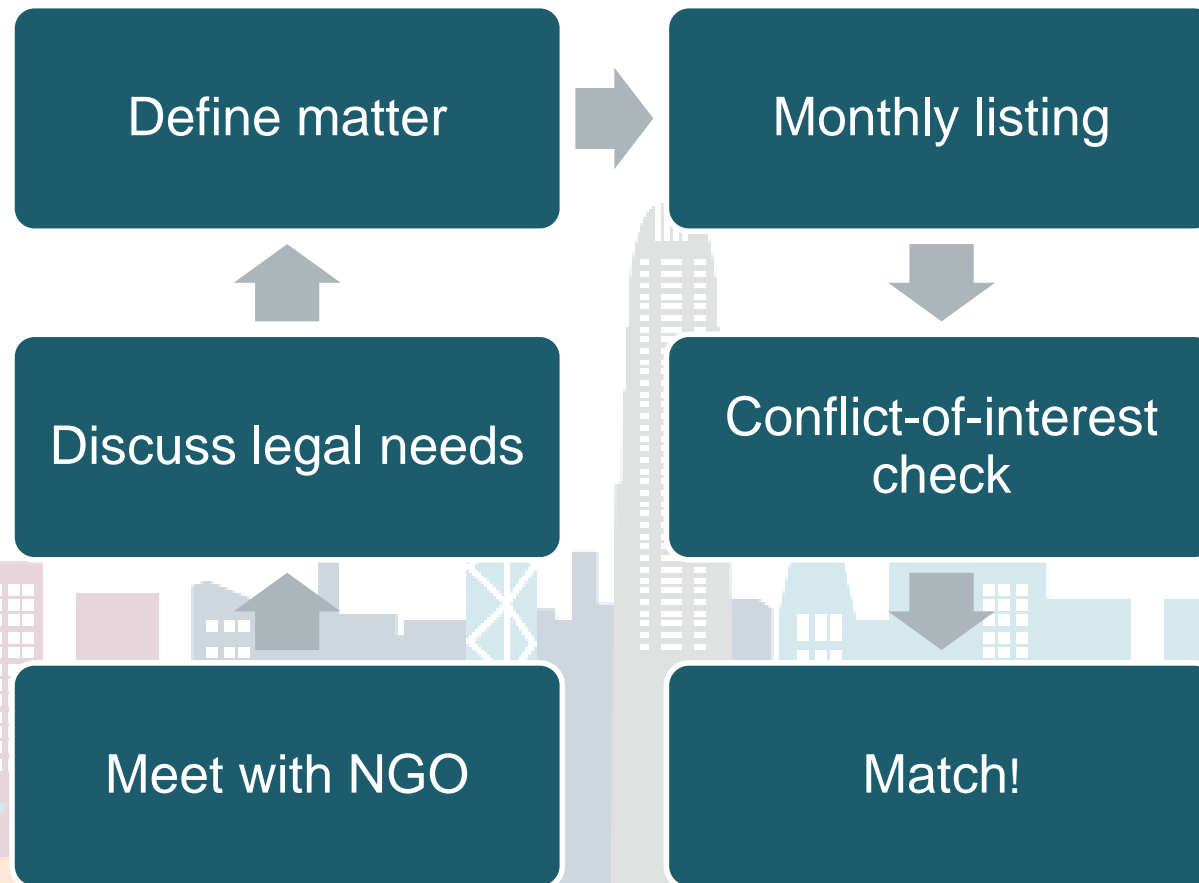 Define matter
Monthly listing
Discuss legal needs
Conflict-of-interest
check
Meet with NGO
Match!